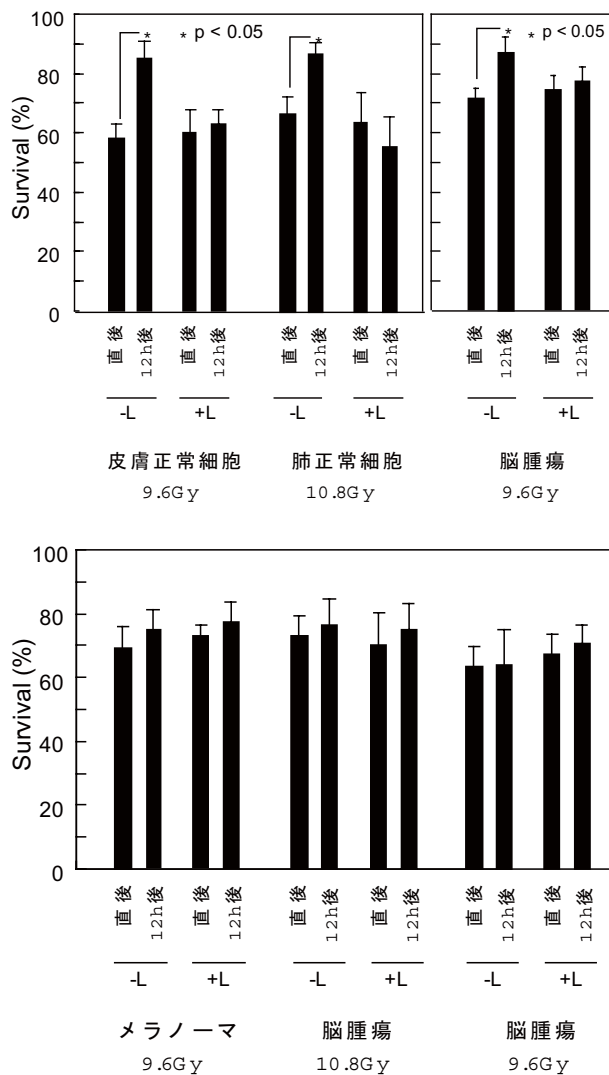 100
80
60
40
20
0
Survival (%)
* * p < 0.05 *
* * p < 0.05
直後 12h後 直後 12h後 直後 12h後 直後 12h後 直後 12h後 直後 12h後
-L +L -L +L -L +L
皮膚正常細胞 肺正常細胞 脳腫瘍
9.6Gy 10.8Gy 9.6Gy
100
80
60
40
20
0
Survival (%)
直後 12h後 直後 12h後 直後 12h後 直後 12h後 直後 12h後 直後 12h後
-L +L -L +L -L +L
メラノーマ 脳腫瘍 脳腫瘍
9.6Gy 10.8Gy 9.6Gy